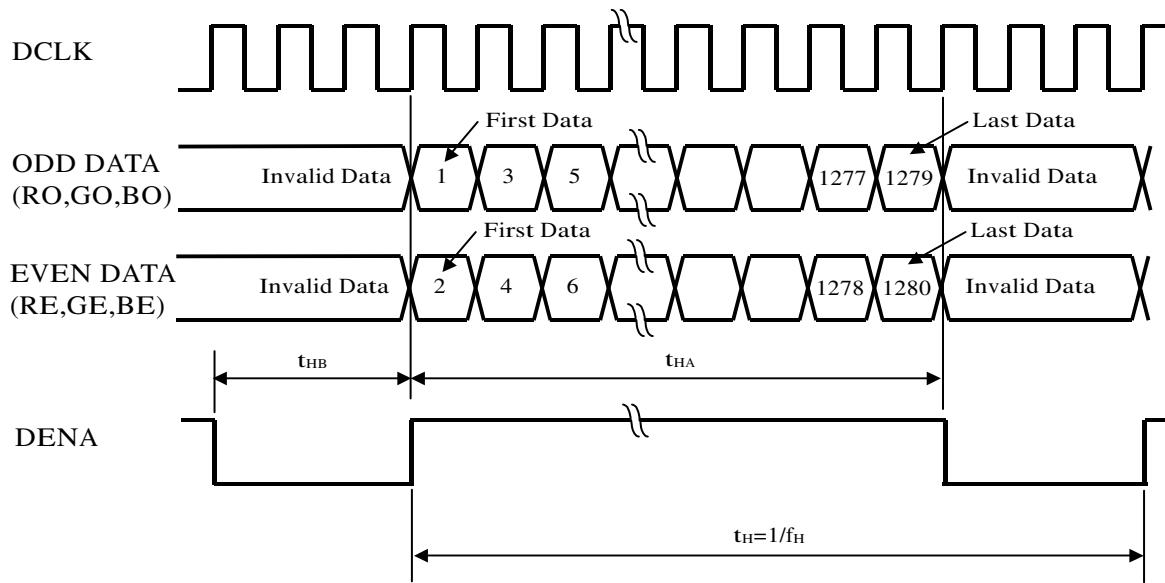 DCLK
First Data
Last Data
ODD DATA
(RO,GO,BO)
Invalid Data
1
3
5
1277
1279
Invalid Data
First Data
Last Data
EVEN DATA
(RE,GE,BE)
Invalid Data
2
4
6
1278
1280
Invalid Data
tHB
tHA
DENA
tH=1/fH